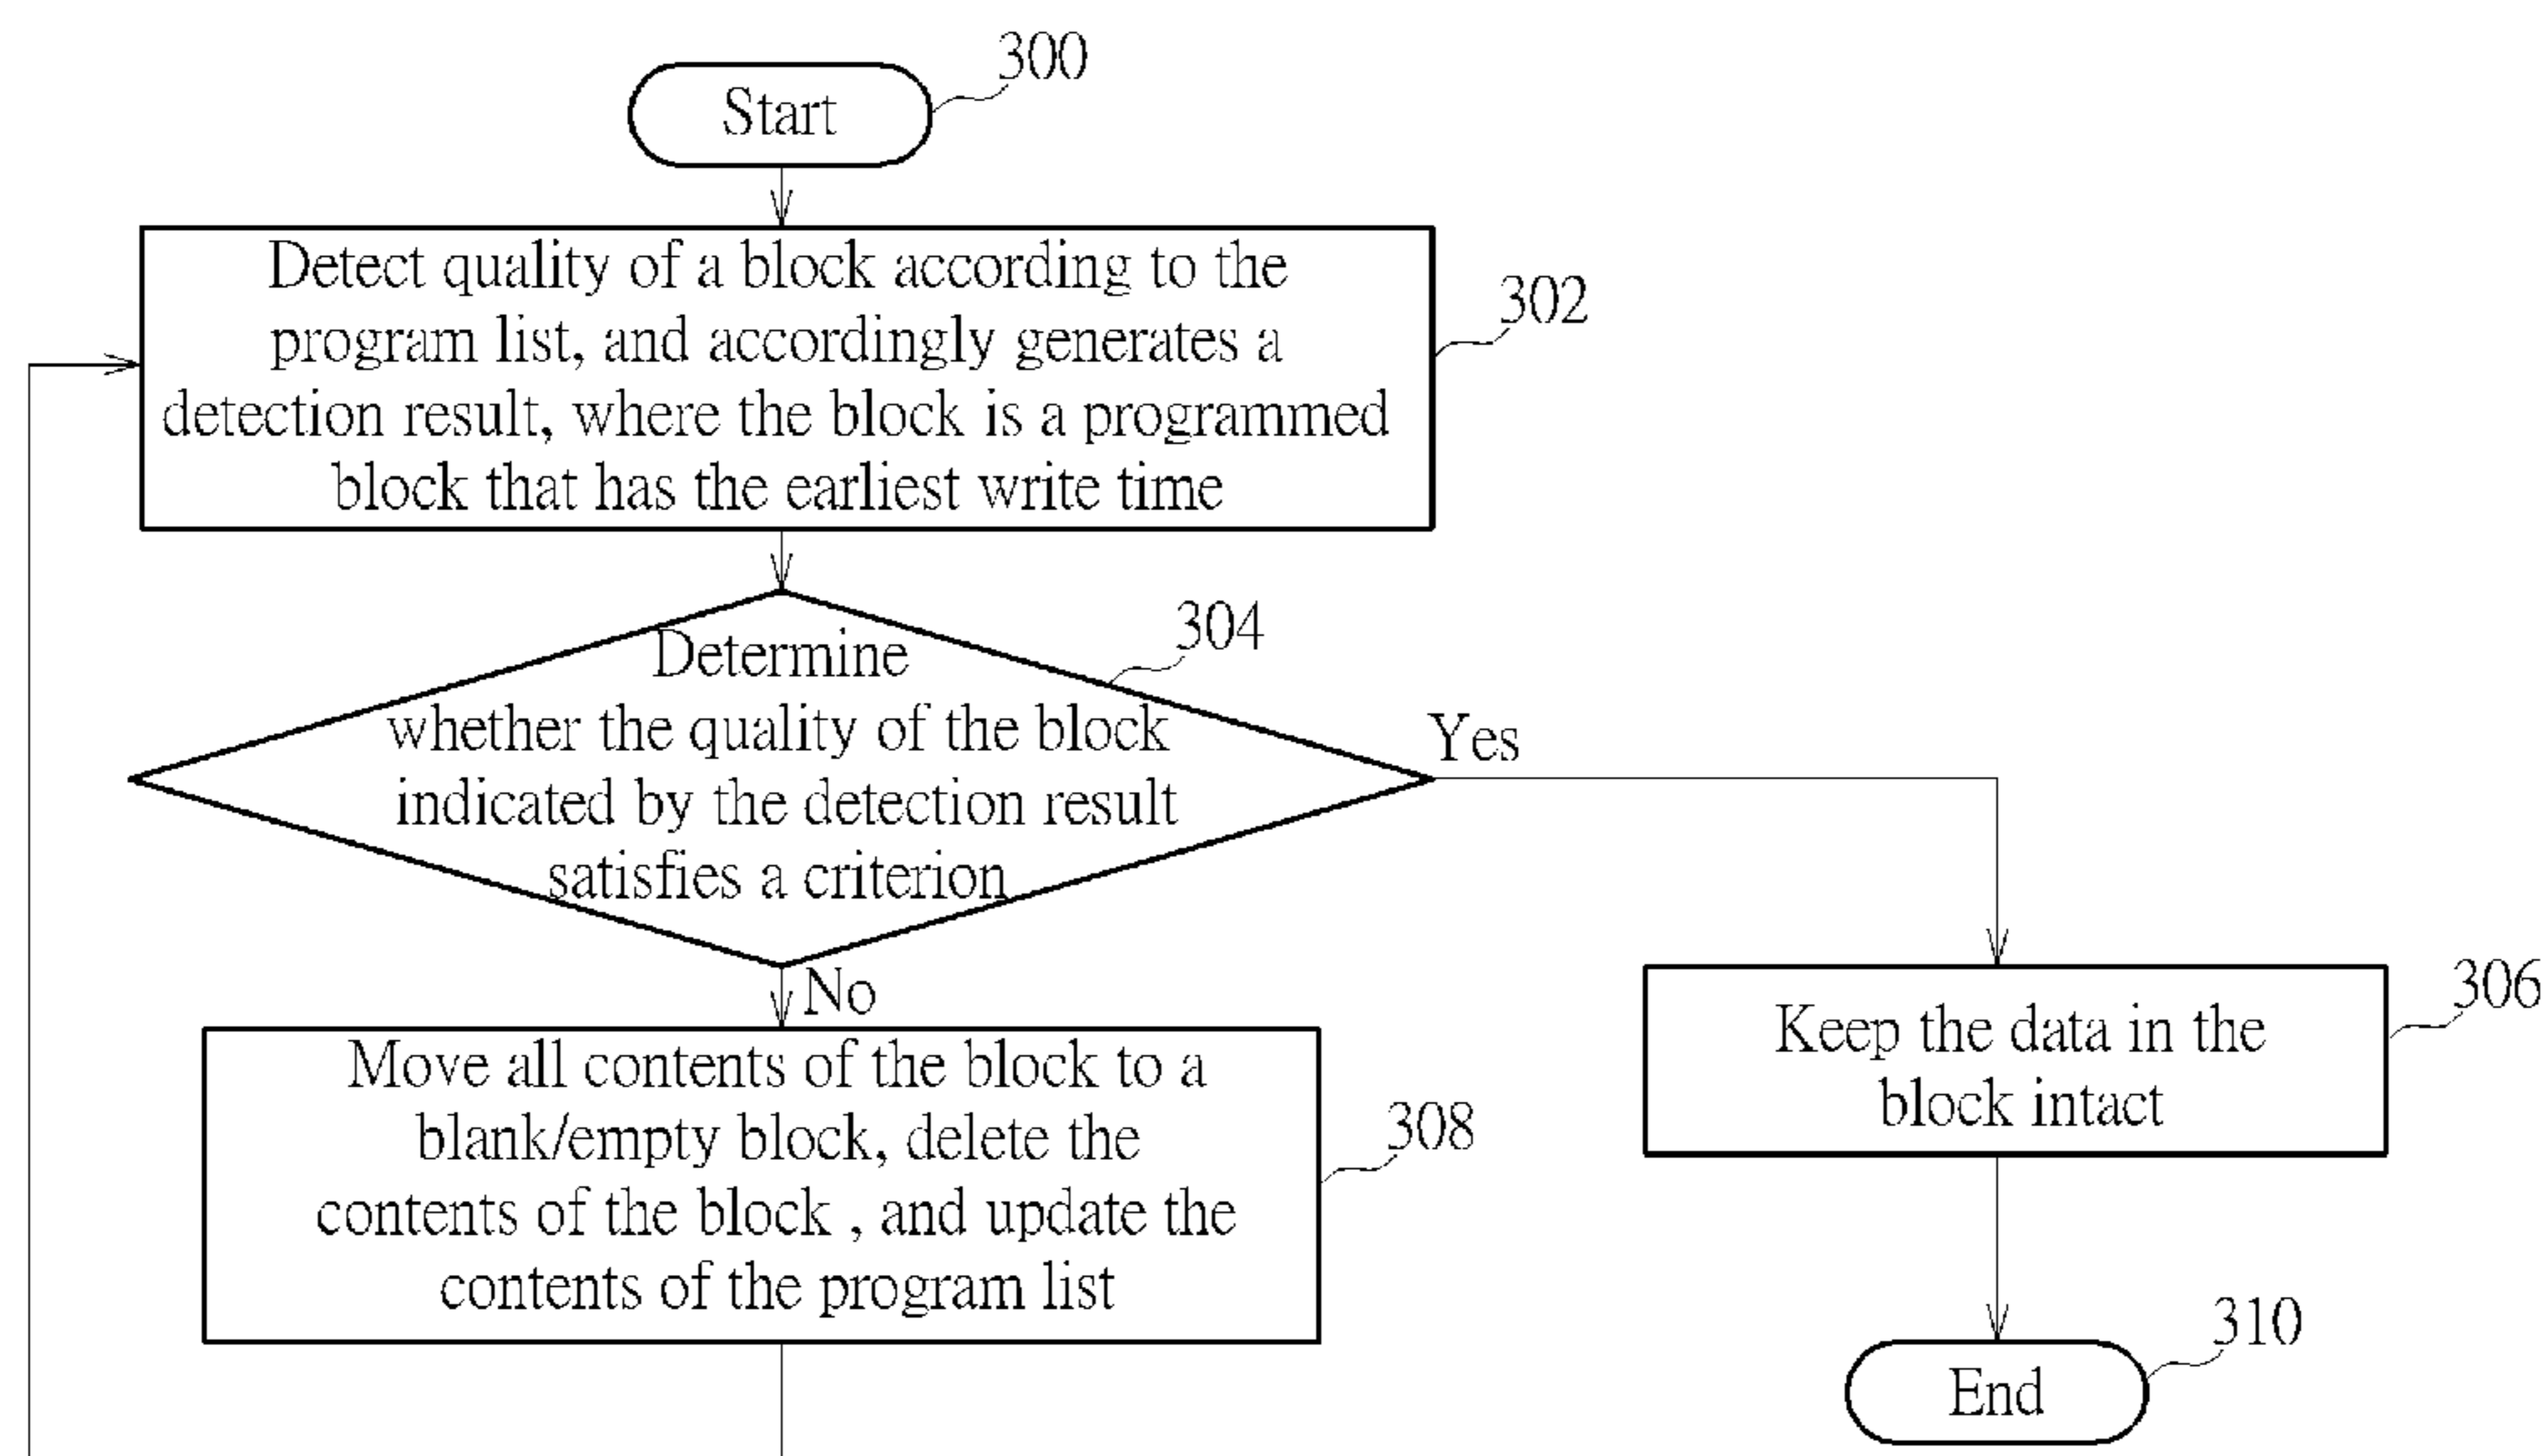 300
Start
Detect quality of a block according to the
program list, and accordingly generates a
detection result, where the block is a programmed
block that has the earliest write time
302
Determine
whether the quality of the block
indicated by the detection result
satisfies a criterion
304
Yes
No
Move all contents of the block to a
blank/empty block, delete the
contents of the block , and update the
contents of the program list
308
Keep the data in the
block intact
306
End
310